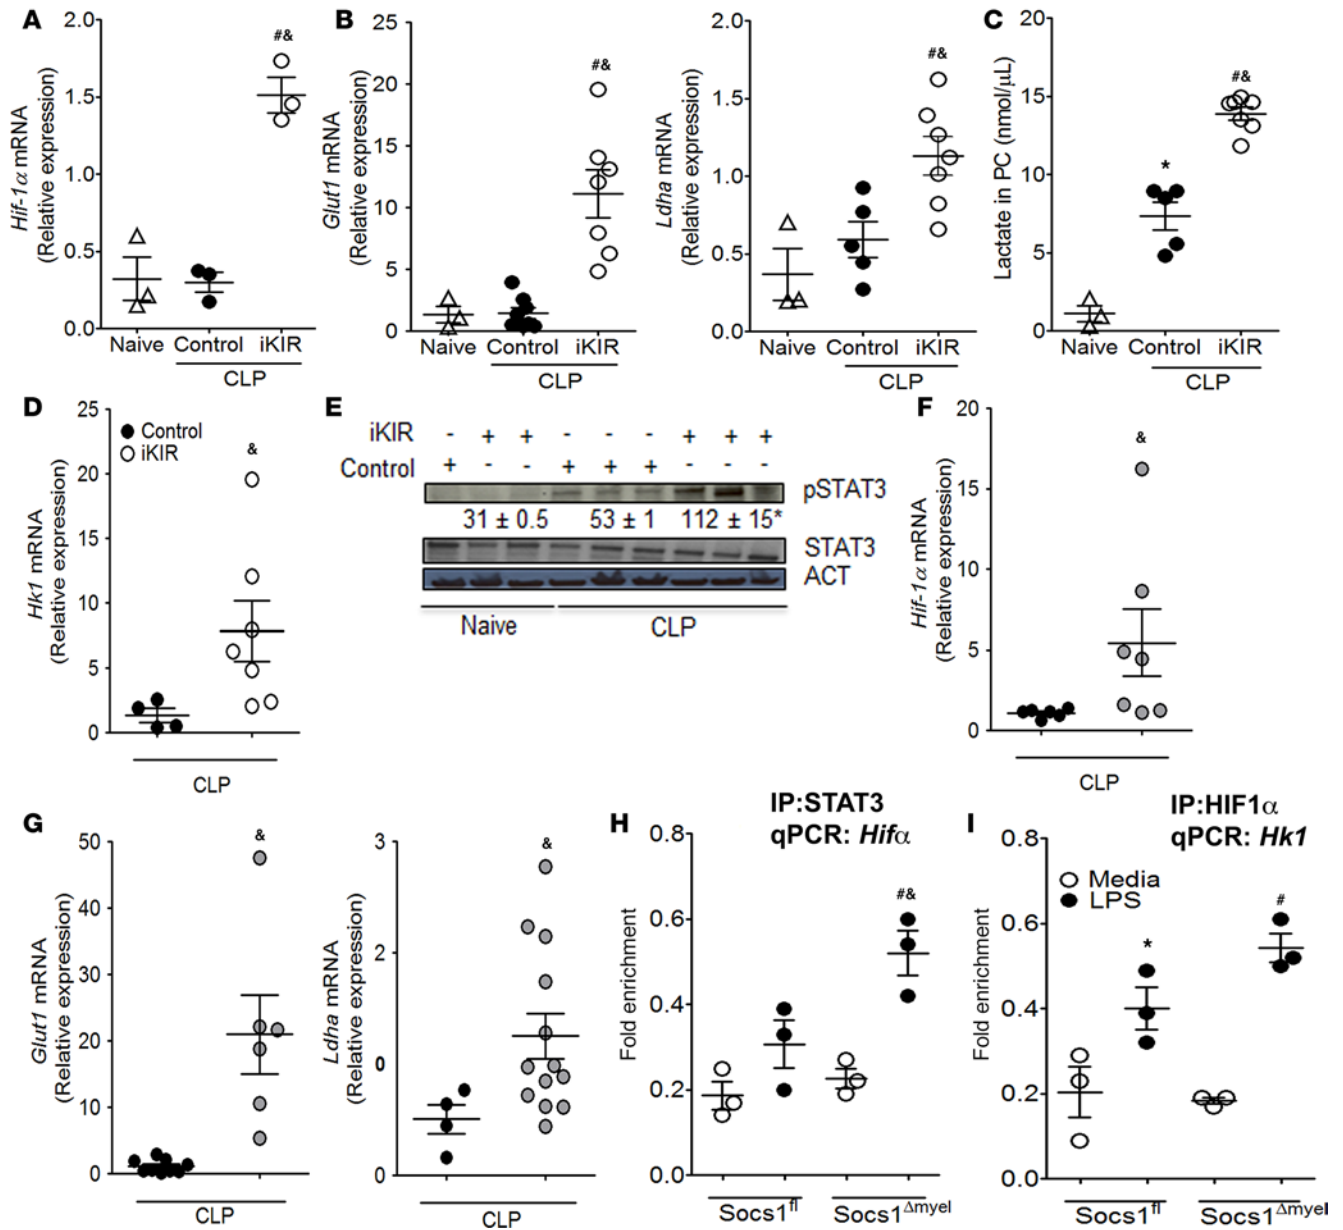 A
Hif-1α mRNA
(Relative expression)
2.0
1.5
1.0
0.5
0.0
#&
Naive Control iKIR
CLP
B
Glut1 mRNA
(Relative expression)
25
20
15
10
5
0
#&
Naive Control iKIR
CLP
Ldha mRNA
(Relative expression)
2.0
1.5
1.0
0.5
0.0
#&
Naive Control iKIR
CLP
C
Lactate in PC (nmol/μL)
20
15
10
5
0
*
#&
Naive Control iKIR
CLP
D
Hk1 mRNA
(Relative expression)
25
20
15
10
5
0
Control
iKIR
&
CLP
E
iKIR - + + - - - + + +
Control + - - + + + - - -
pSTAT3
31 ± 0.5 53 ± 1 112 ± 15*
STAT3
ACT
Naive CLP
F
Hif-1α mRNA
(Relative expression)
20
15
10
5
0
&
CLP
G
Glut1 mRNA
(Relative expression)
50
40
30
20
10
0
&
CLP
Ldha mRNA
(Relative expression)
3
2
0
0
&
CLP
H
IP:STAT3
qPCR: Hifα
Fold enrichment
0.8
0.6
0.4
0.2
0.0
#&
Socs1fl Socs1Δmyel
I
IP:HIF1α
qPCR: Hk1
Fold enrichment
0.8
0.6
0.4
0.2
0.0
Media
LPS
*
#
Socs1fl Socs1Δmyel